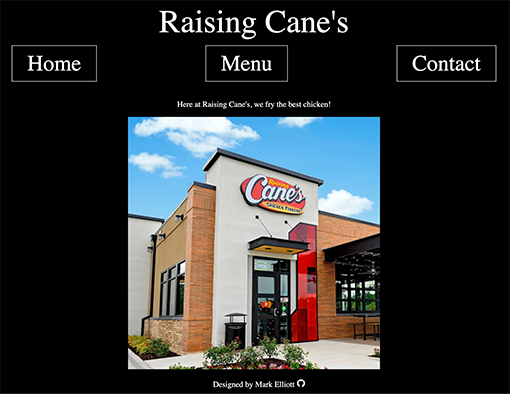 Raising Cane's
Home
Menu
Contact
Here at Raising Cane's, we fry the best chicken!
Raising
Cane's
CHICKEN FINGERS
Designed by Mark Elliott